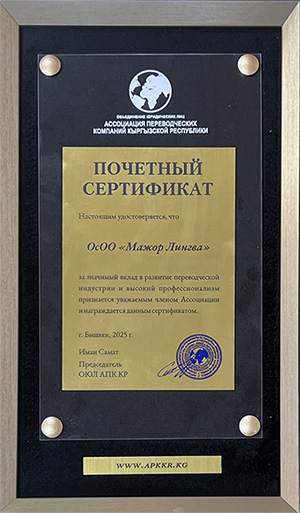 ОБЪЕДИНЕНИЕ ЮРИДИЧЕСКИХ ЛИЦ
АССОЦИАЦИЯ ПЕРЕВОДЧЕСКИХ
КОМПАНИЙ КЫРГЫЗСКОЙ РЕСПУБЛИКИ
ПОЧЕТНЫЙ
СЕРТИФИКАТ
Настоящим удостоверяется, что
ОсОО «Мажор Лингва»
за значимый вклад в развитие переводческой
индустрии и высокий профессионализм
признается уважаемым членом Ассоциации
и награждается данным сертификатом.
г. Бишкек, 2025 г.
Иман Самат
Председатель
ОЮЛ АПК КР
WWW.APKKR.KG